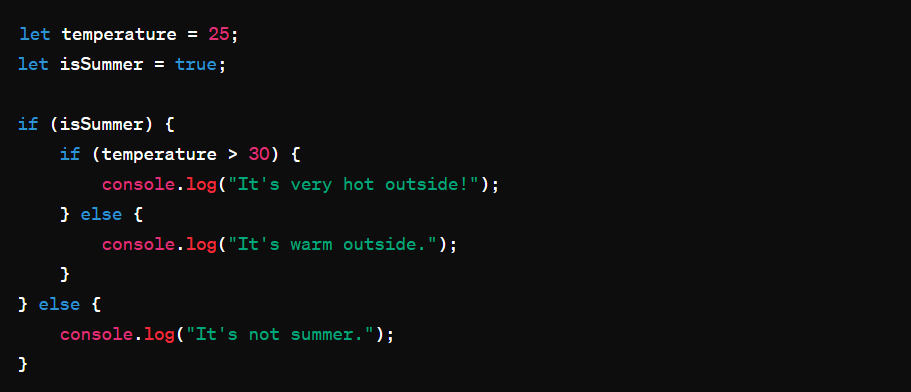 let temperature = 25;
let isSummer = true;

if (isSummer) {
    if (temperature > 30) {
        console.log("It's very hot outside!");
    } else {
        console.log("It's warm outside.");
    }
} else {
    console.log("It's not summer.");
}